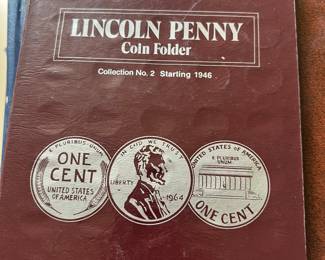 LINCOLN PENNY
Coin Folder
Collection No. 2 Starting 1946
E PLURIBUS UNUM
ONE
CENT
UNITED STATES
OF AMERICA
IN GOD WE TRUST
LIBERTY
1964
UNITED STATES OF AMERICA
E PLURIBUS
UNUM
ONE CENT